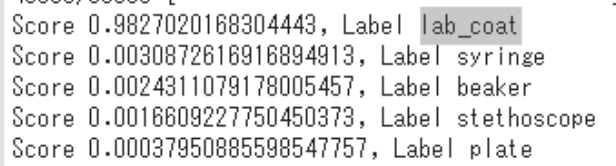 Score 0.9827020168304443, Label lab_coat
Score 0.0030872616916894913, Label syringe
Score 0.0024311079178005457, Label beaker
Score 0.0016609227750450373, Label stethoscope
Score 0.00037950885598547757, Label plate